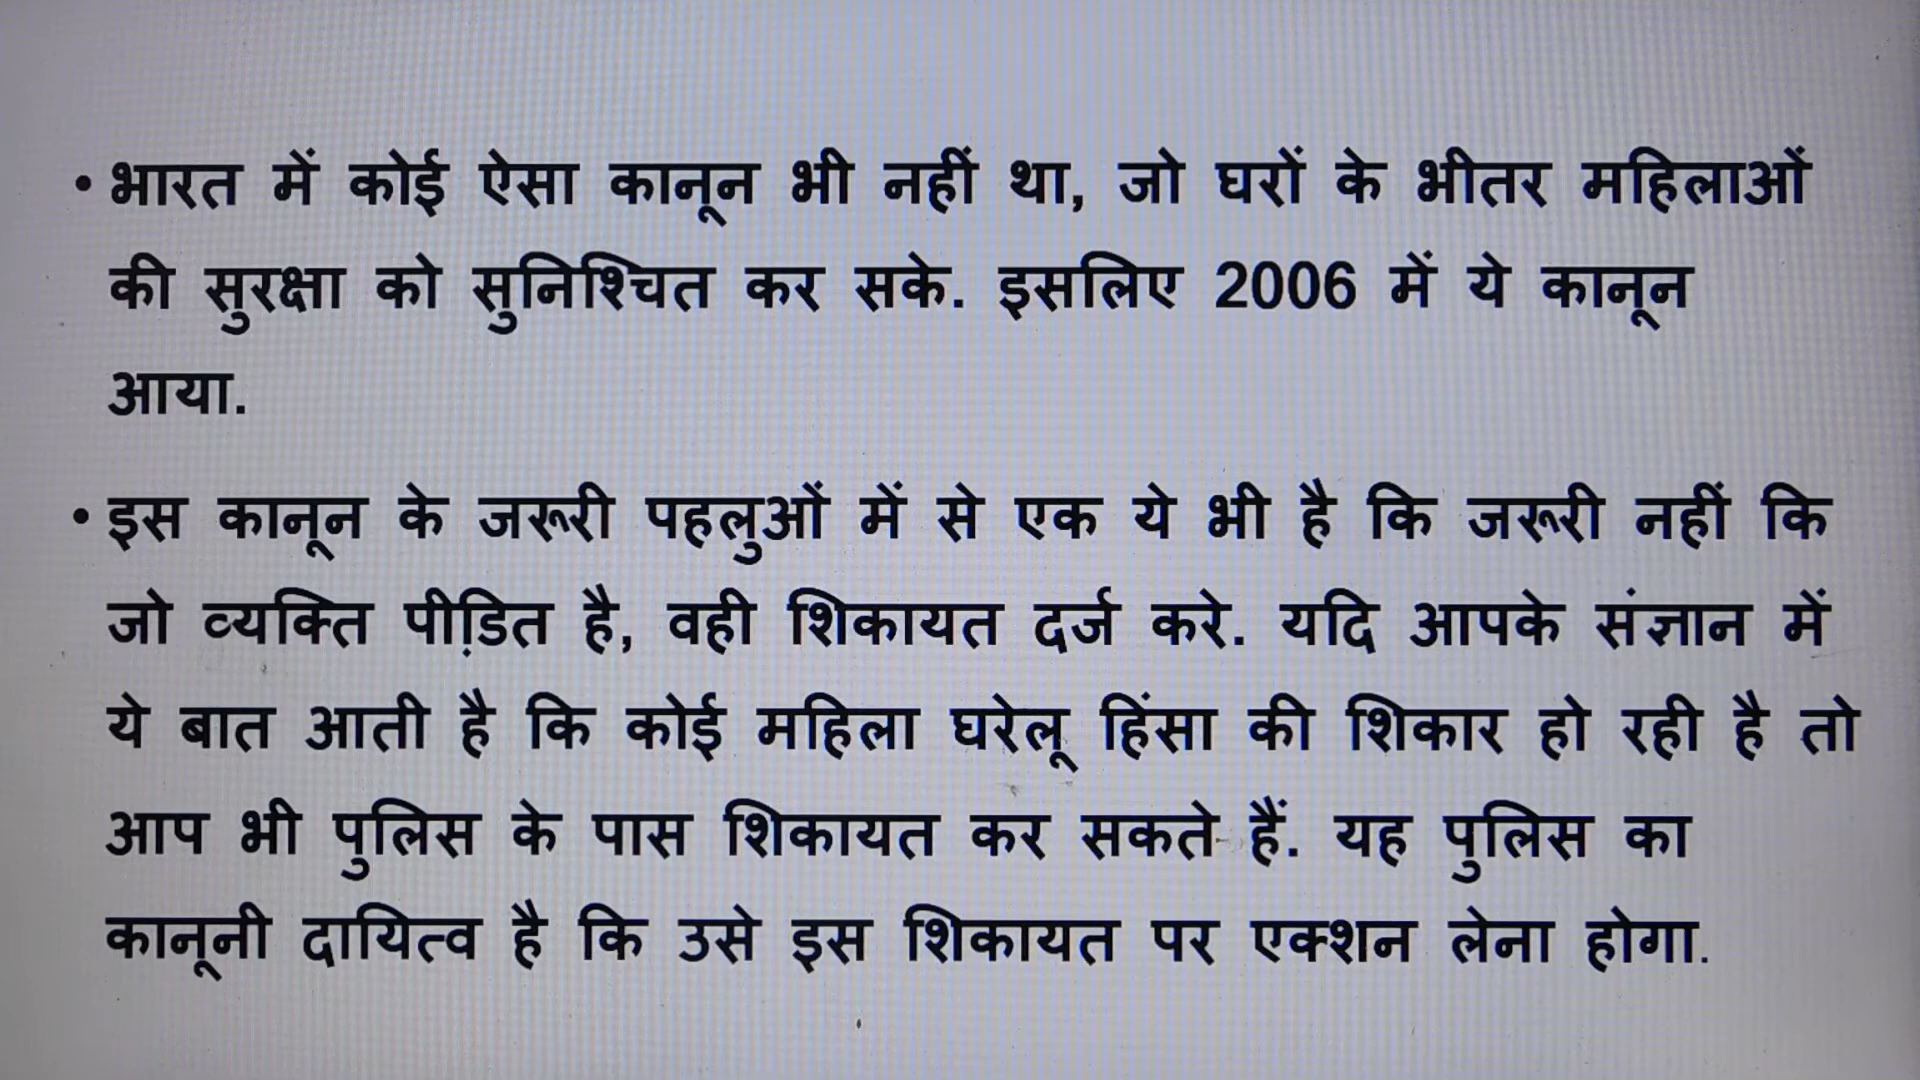 • भारत में कोई ऐसा कानून भी नहीं था, जो घरों के भीतर महिलाओं
की सुरक्षा को सुनिश्चित कर सके. इसलिए 2006 में ये कानून
आया.
• इस कानून के जरूरी पहलुओं में से एक ये भी है कि जरूरी नहीं कि
जो व्यक्ति पीड़ित है, वही शिकायत दर्ज करे. यदि आपके संज्ञान में
ये बात आती है कि कोई महिला घरेलू हिंसा की शिकार हो रही है तो
आप भी पुलिस के पास शिकायत कर सकते हैं. यह पुलिस का
कानूनी दायित्व है कि उसे इस शिकायत पर एक्शन लेना होगा.